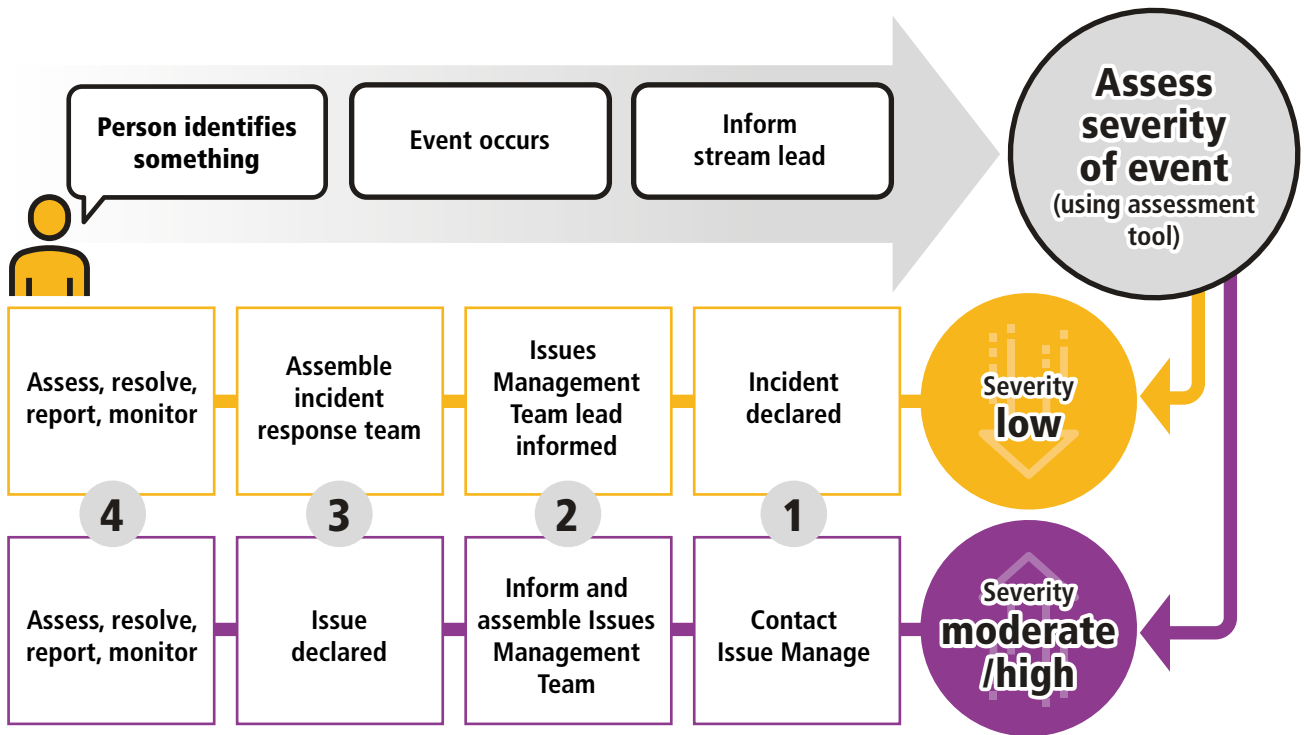 Person identifies
something
Event occurs
Inform
stream lead
Assess
severity
of event
(using assessment
tool)
Assess, resolve,
report, monitor
Assemble
incident
response team
Issues
Management
Team lead
informed
Incident
declared
Severity
low
4
3
2
1
Assess, resolve,
report, monitor
Issue
declared
Inform and
assemble Issues
Management
Team
Contact
Issue Manage
Severity
moderate
/high